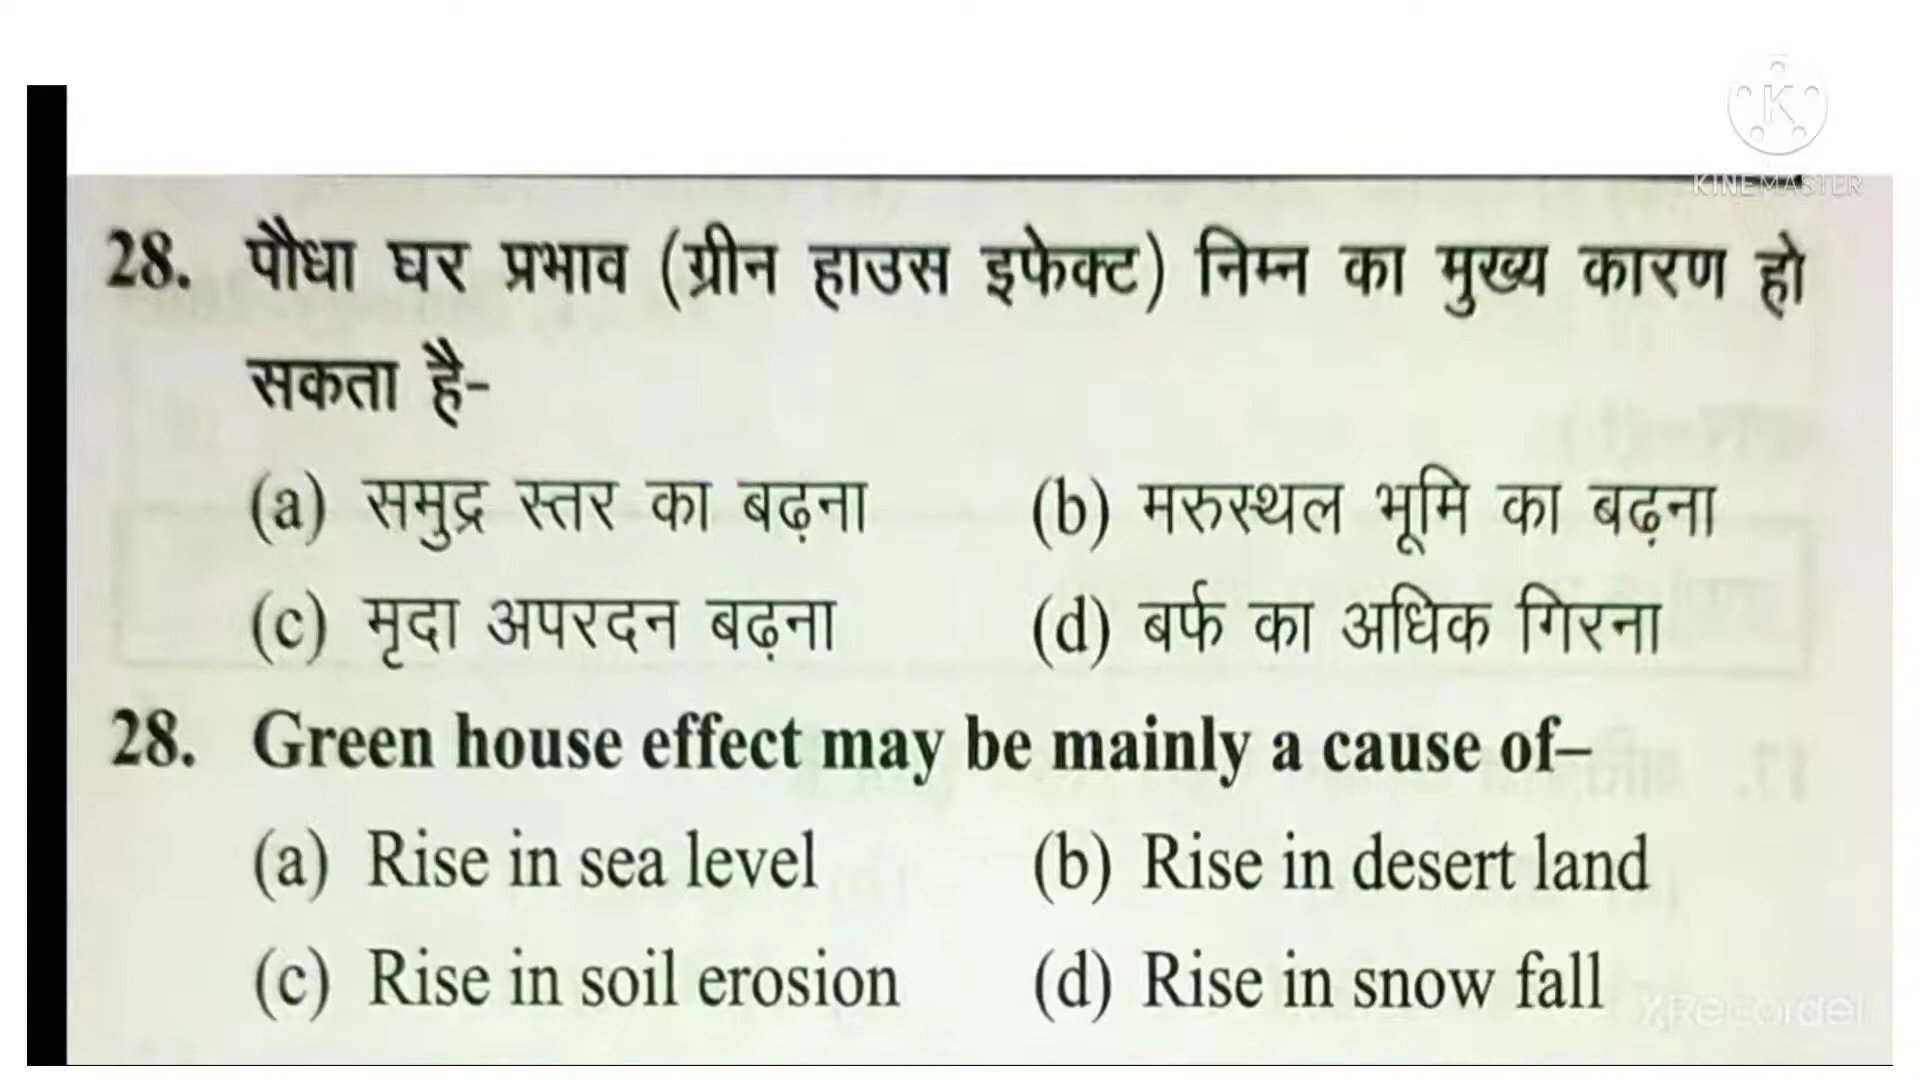 KINEMASTER
28. पौधा घर प्रभाव (ग्रीन हाउस इफेक्ट) निम्न का मुख्य कारण हो
सकता है-
(a) समुद्र स्तर का बढ़ना (b) मरुस्थल भूमि का बढ़ना
(c) मृदा अपरदन बढ़ना (d) बर्फ का अधिक गिरना
28. Green house effect may be mainly a cause of–
(a) Rise in sea level (b) Rise in desert land
(c) Rise in soil erosion (d) Rise in snow fall
XRecorder